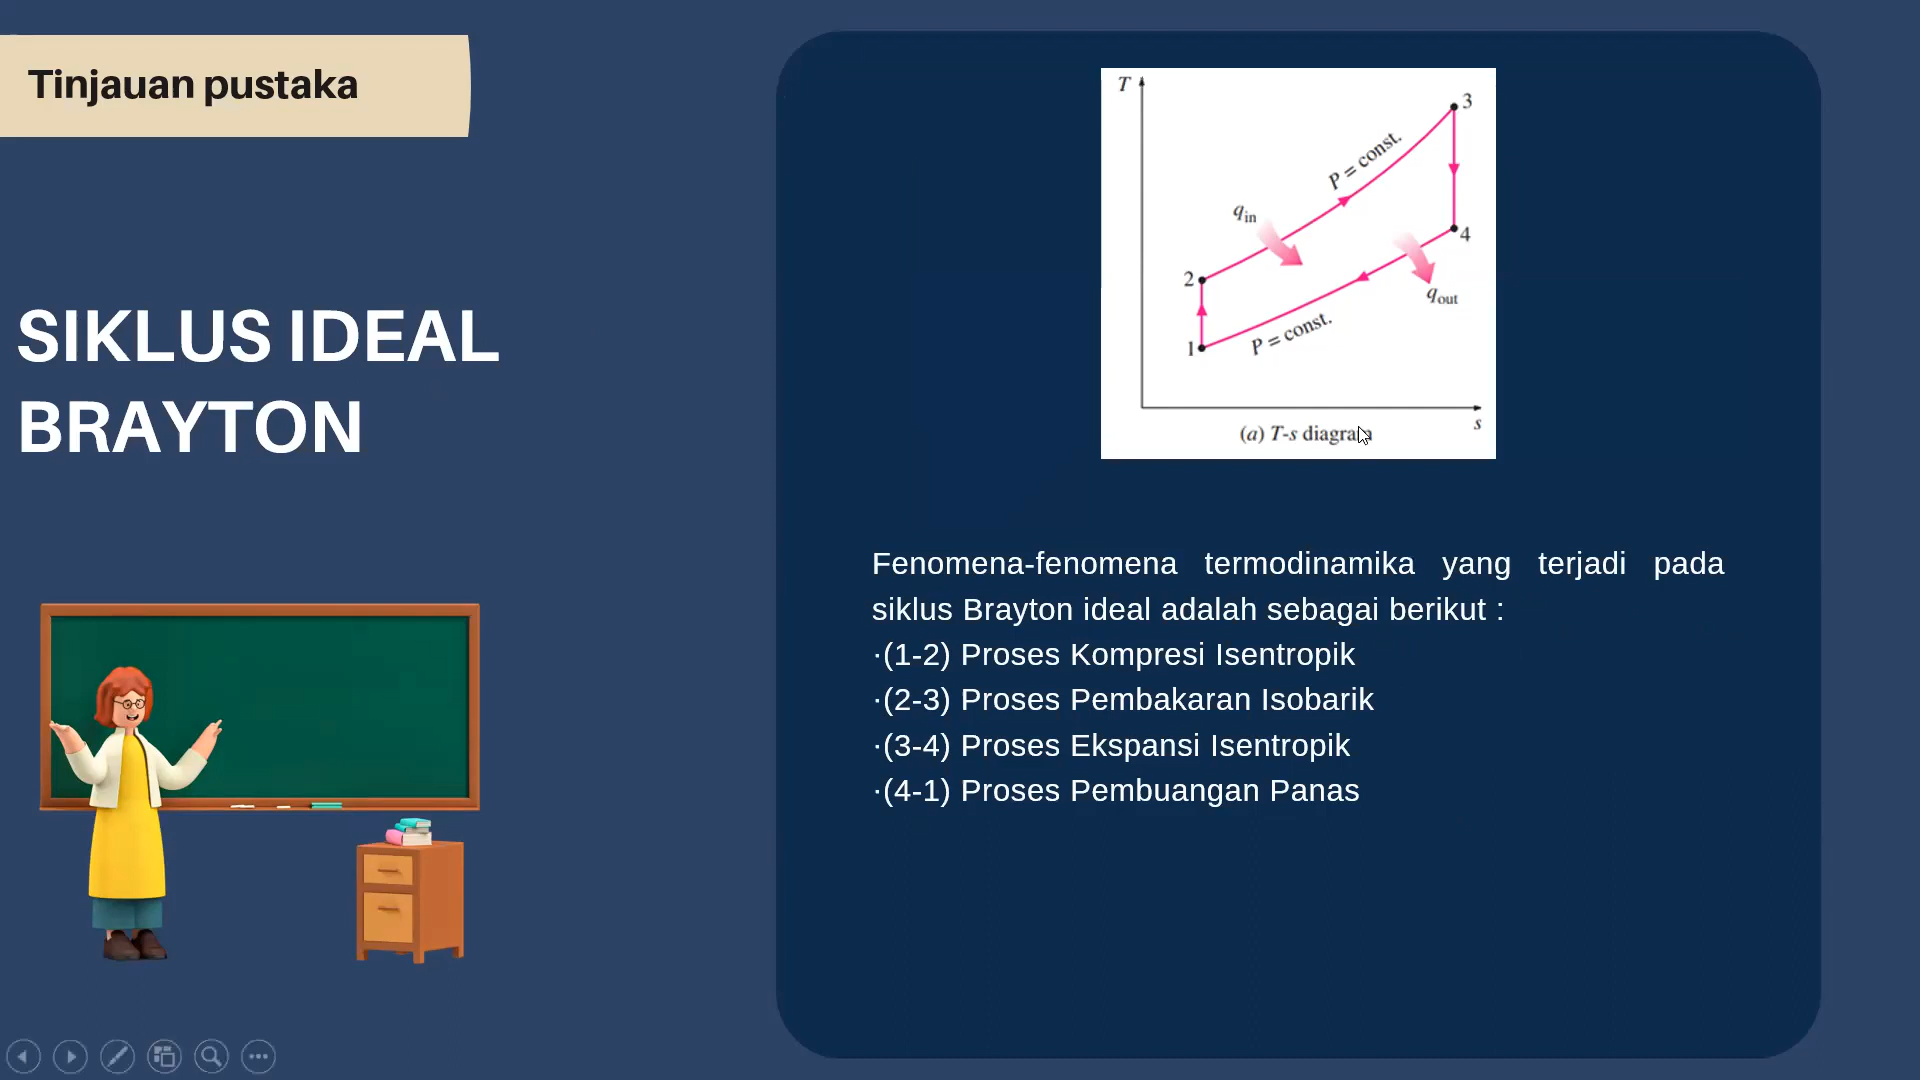 Tinjauan pustaka
SIKLUS IDEAL
BRAYTON
T
3
P = const.
q in
4
2
q out
P = const.
1
s
(a) T-s diagram
Fenomena-fenomena termodinamika yang terjadi pada
siklus Brayton ideal adalah sebagai berikut :
·(1-2) Proses Kompresi Isentropik
·(2-3) Proses Pembakaran Isobarik
·(3-4) Proses Ekspansi Isentropik
·(4-1) Proses Pembuangan Panas